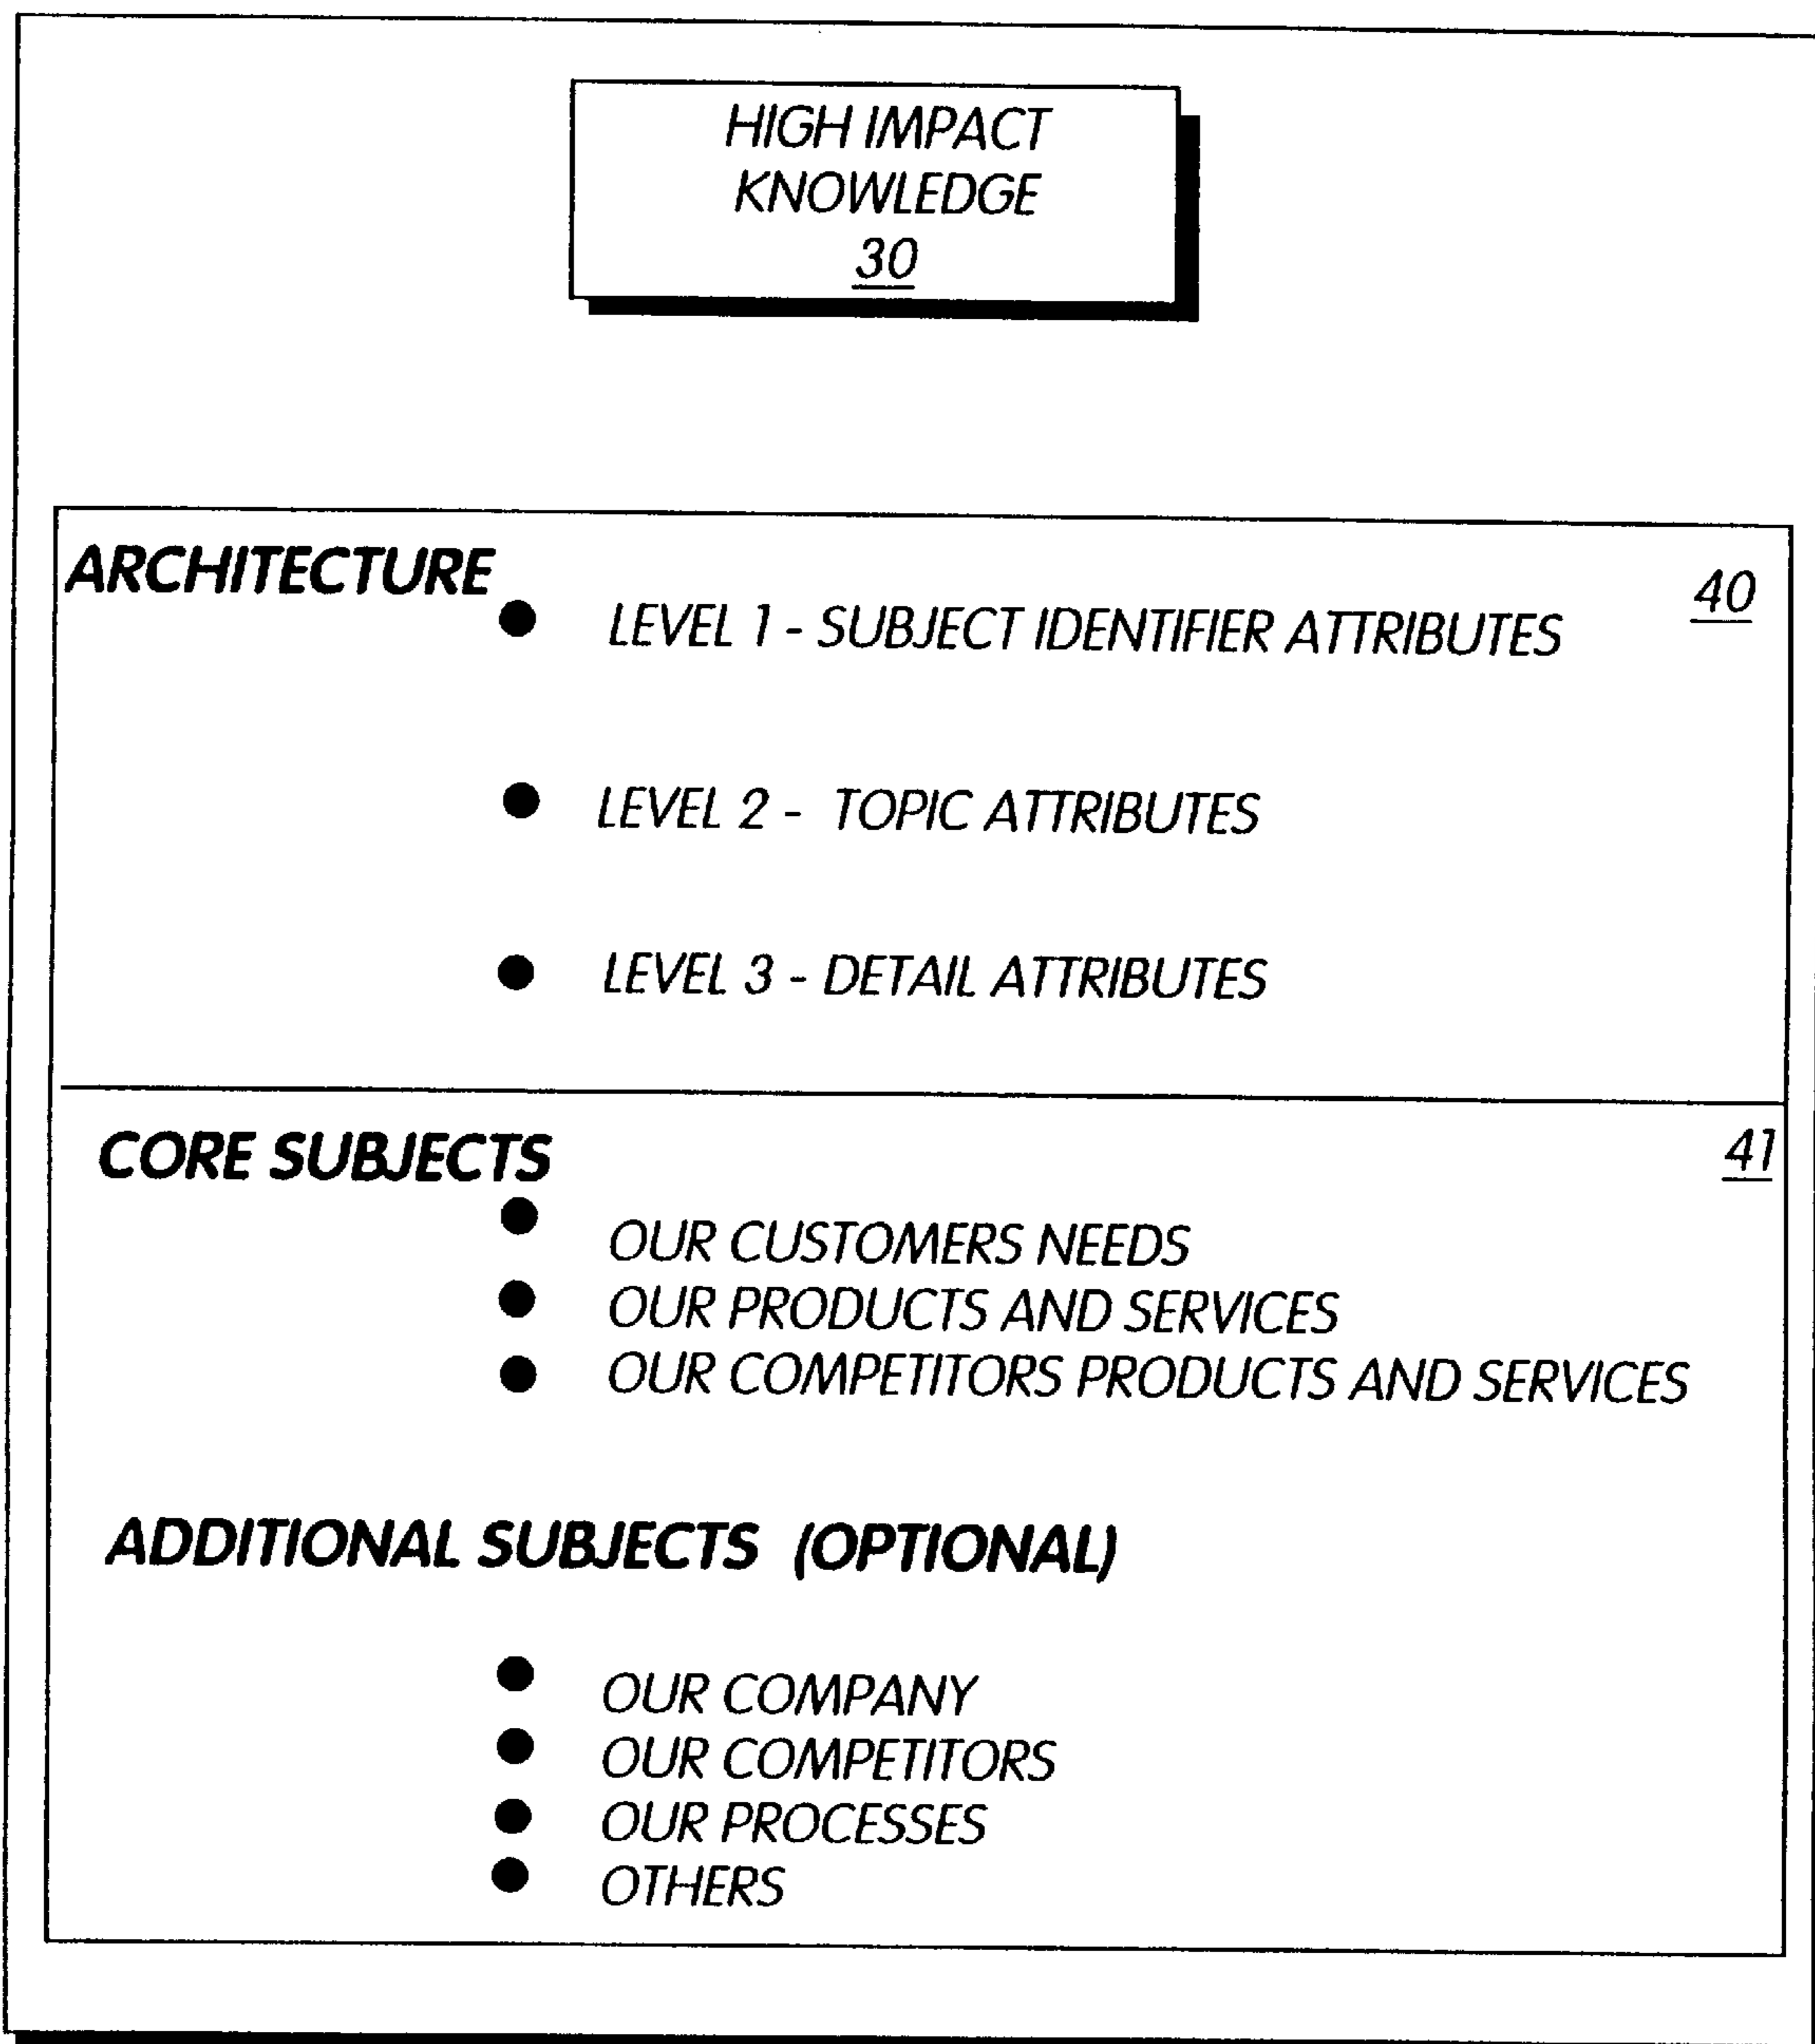 HIGH IMPACT
KNOWLEDGE
30
ARCHITECTURE
40
● LEVEL 1 - SUBJECT IDENTIFIER ATTRIBUTES
● LEVEL 2 - TOPIC ATTRIBUTES
● LEVEL 3 - DETAIL ATTRIBUTES
CORE SUBJECTS
41
● OUR CUSTOMERS NEEDS
● OUR PRODUCTS AND SERVICES
● OUR COMPETITORS PRODUCTS AND SERVICES
ADDITIONAL SUBJECTS (OPTIONAL)
● OUR COMPANY
● OUR COMPETITORS
● OUR PROCESSES
● OTHERS